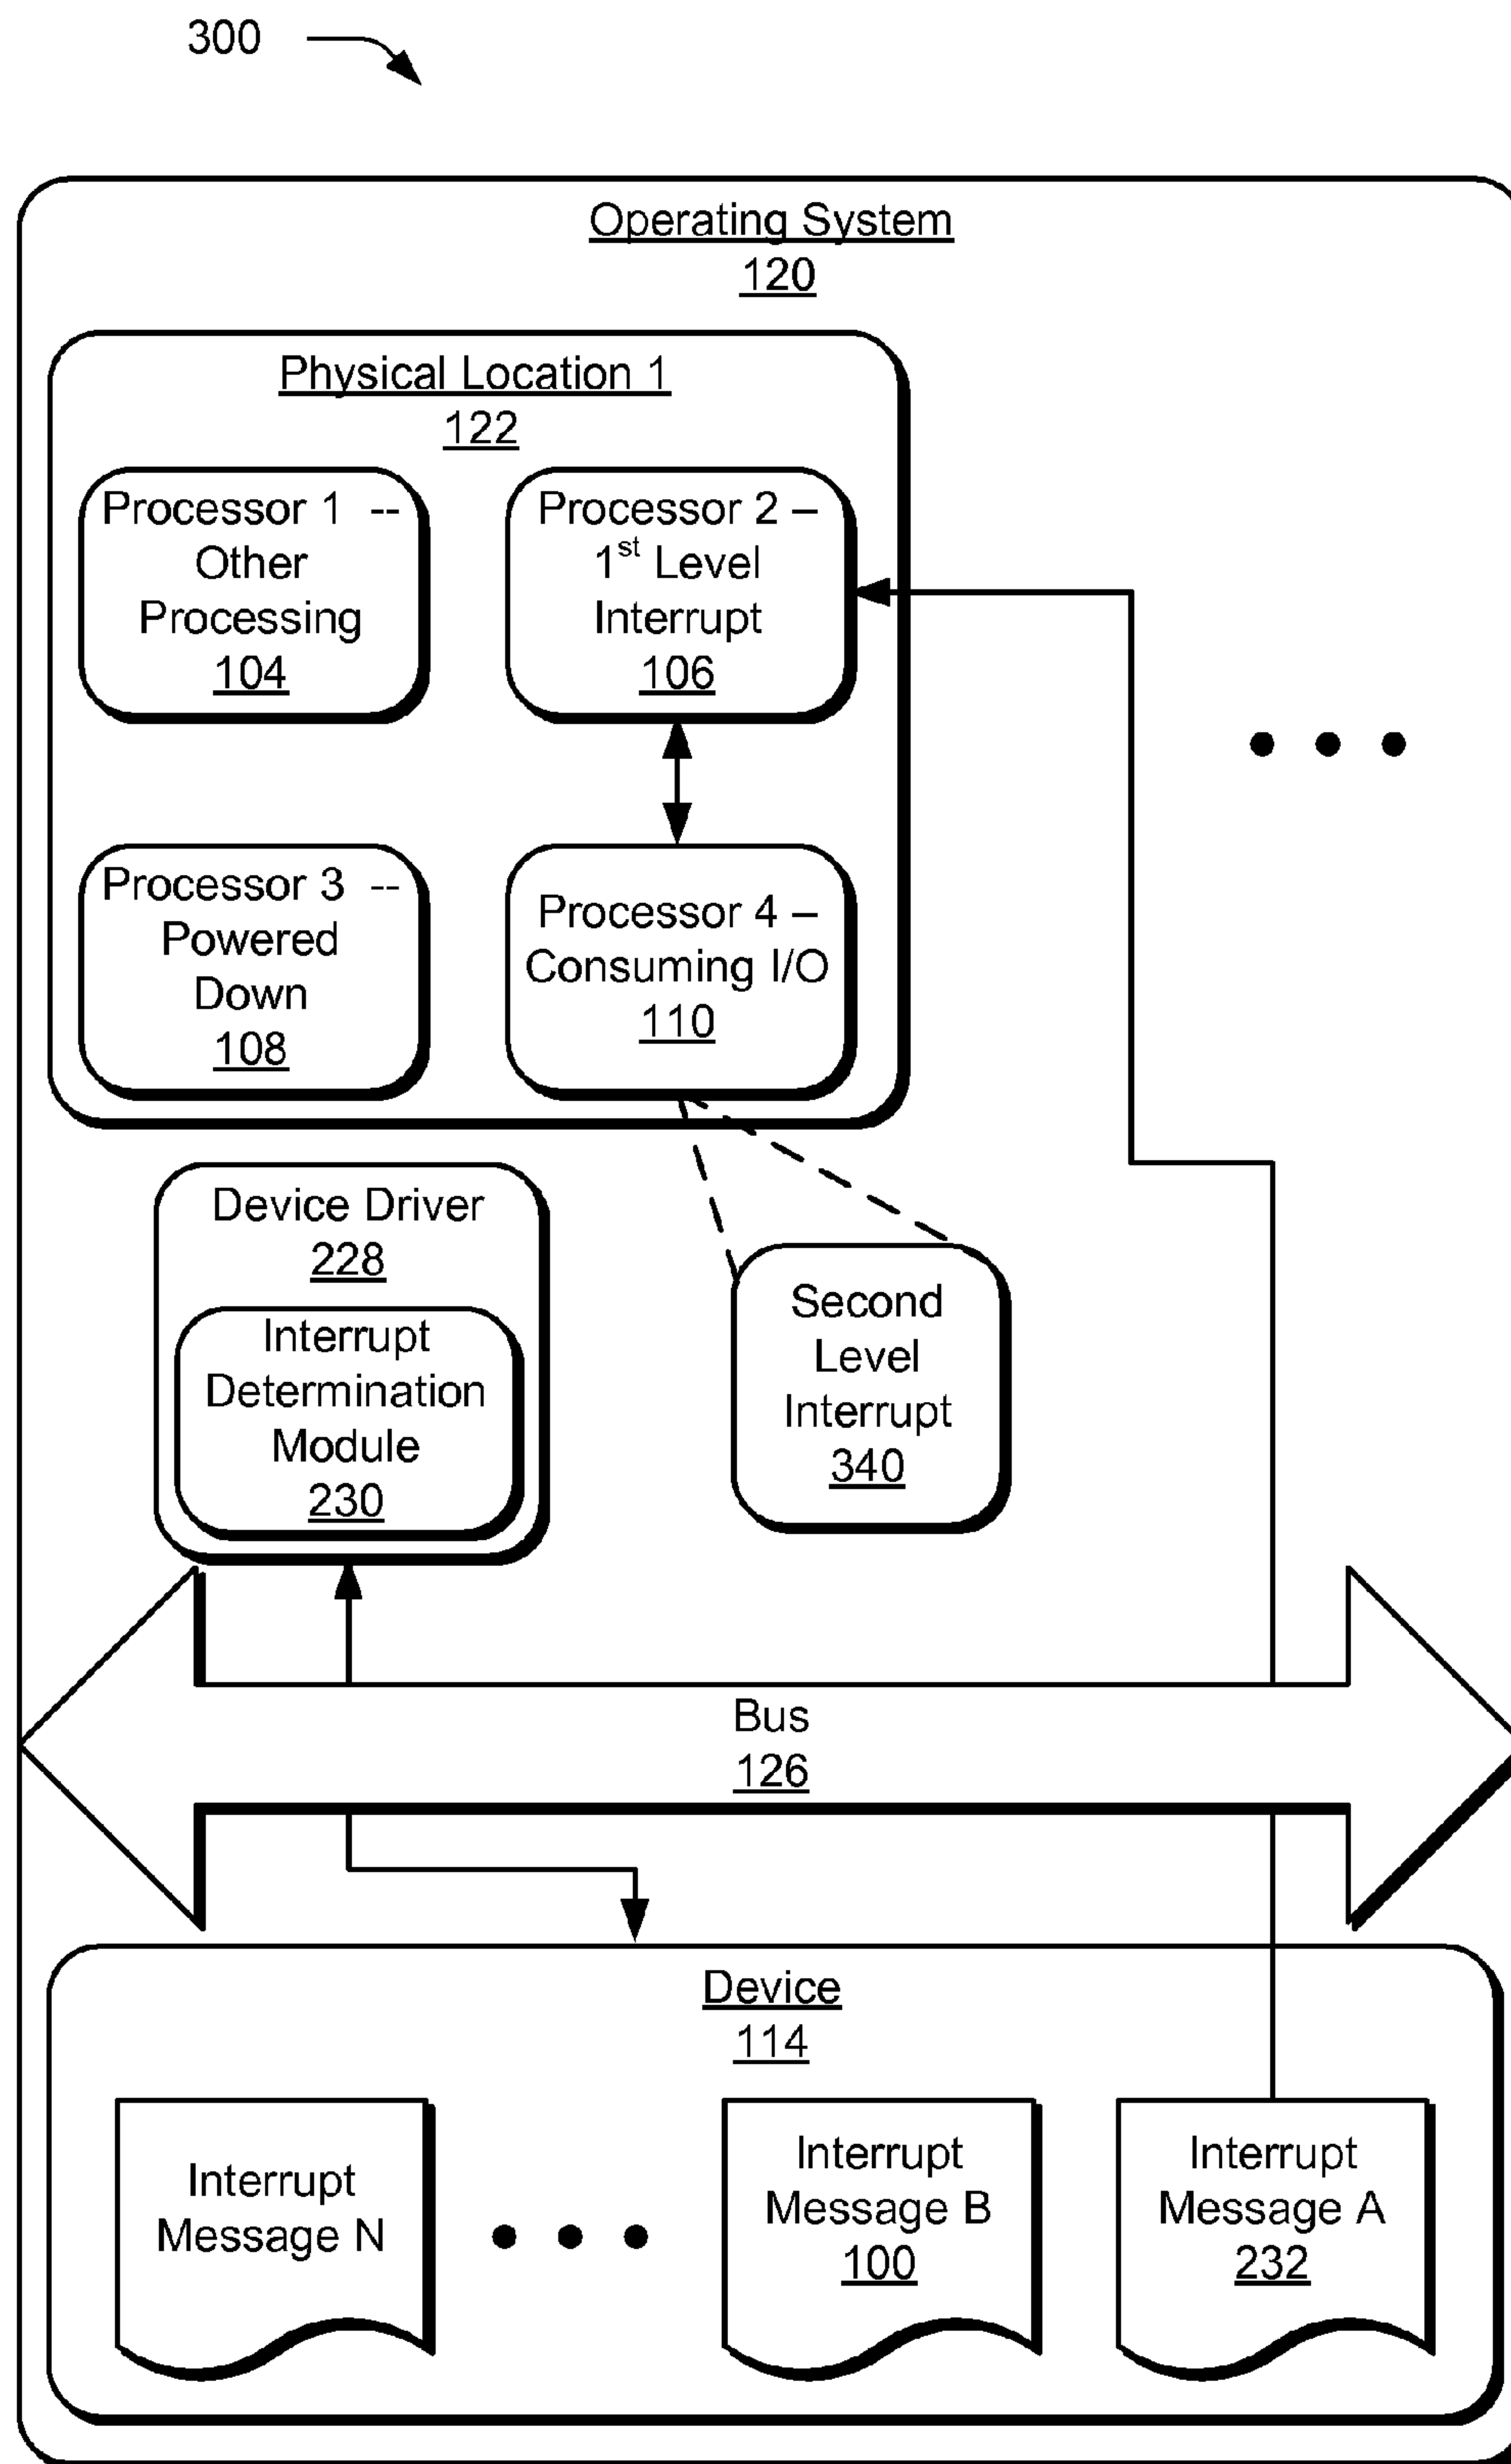 300
Operating System
120
Physical Location 1
122
Processor 1 --
Other
Processing
104
Processor 2 –
1st Level
Interrupt
106
Processor 3 --
Powered
Down
108
Processor 4 –
Consuming I/O
110
Device Driver
228
Interrupt
Determination
Module
230
Second
Level
Interrupt
340
Bus
126
Device
114
Interrupt
Message N
Interrupt
Message B
100
Interrupt
Message A
232